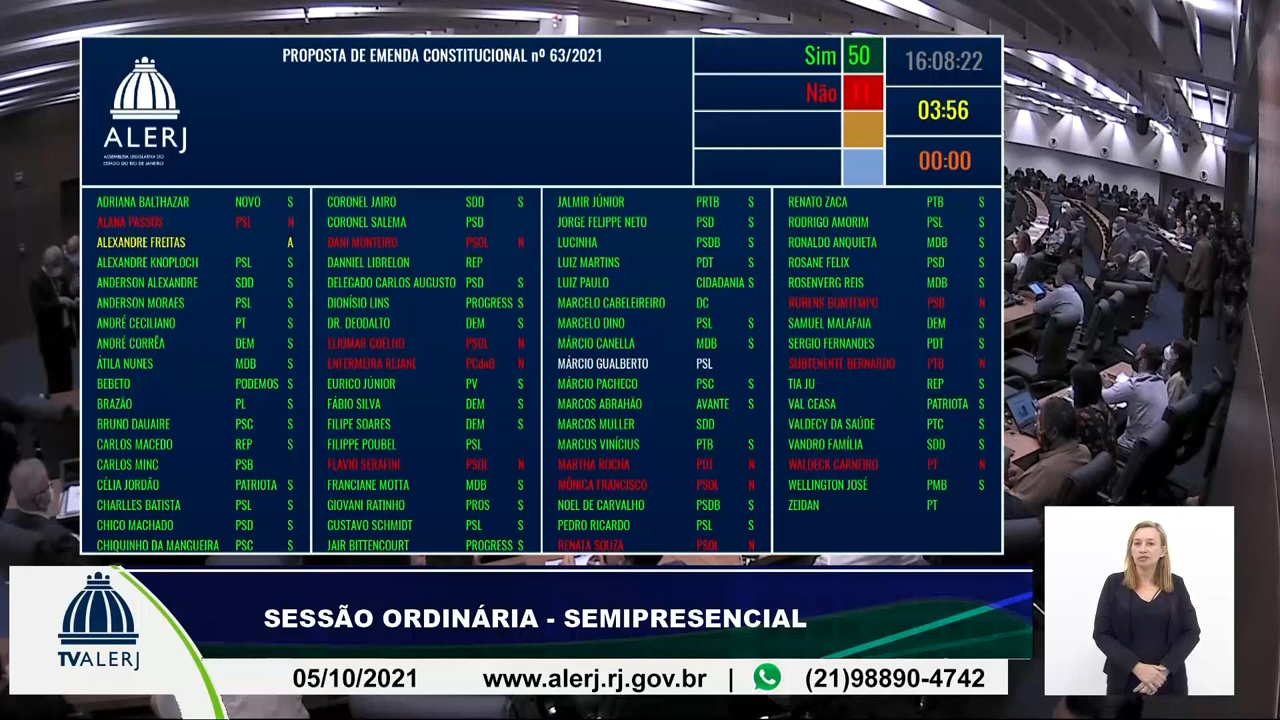 PROPOSTA DE EMENDA CONSTITUCIONAL nº 63/2021
ALERJ
ASSEMBLEIA LEGISLATIVA DO
ESTADO DO RIO DE JANEIRO
Sim 50
Não 11
16:08:22
03:56
00:00
ADRIANA BALTHAZAR NOVO S
ALANA PASSOS PSL N
ALEXANDRE FREITAS A
ALEXANDRE KNOPLOCH PSL S
ANDERSON ALEXANDRE SDD S
ANDERSON MORAES PSL S
ANDRÉ CECILIANO PT S
ANDRÉ CORRÊA DEM S
ÁTILA NUNES MDB S
BEBETO PODEMOS S
BRAZÃO PL S
BRUNO DAUAIRE PSC S
CARLOS MACEDO REP S
CARLOS MINC PSB
CÉLIA JORDÃO PATRIOTA S
CHARLLES BATISTA PSL S
CHICO MACHADO PSD S
CHIQUINHO DA MANGUEIRA PSC S
CORONEL JAIRO SDD S
CORONEL SALEMA PSD
DANI MONTEIRO PSOL N
DANNIEL LIBRELON REP
DELEGADO CARLOS AUGUSTO PSD S
DIONÍSIO LINS PROGRESS S
DR. DEODALTO DEM S
ELIOMAR COELHO PSOL N
ENFERMEIRA REJANE PCdoB N
EURICO JÚNIOR PV S
FÁBIO SILVA DEM S
FILIPE SOARES DEM S
FILIPPE POUBEL PSL
FLAVIO SERAFINI PSOL N
FRANCIANE MOTTA MDB S
GIOVANI RATINHO PROS S
GUSTAVO SCHMIDT PSL S
JAIR BITTENCOURT PROGRESS S
JALMIR JÚNIOR PRTB S
JORGE FELIPPE NETO PSD S
LUCINHA PSDB S
LUIZ MARTINS PDT S
LUIZ PAULO CIDADANIA S
MARCELO CABELEIREIRO DC
MARCELO DINO PSL S
MÁRCIO CANELLA MDB S
MÁRCIO GUALBERTO PSL
MÁRCIO PACHECO PSC S
MARCOS ABRAHÃO AVANTE S
MARCOS MULLER SDD
MARCUS VINÍCIUS PTB S
MARTHA ROCHA PDT N
MÔNICA FRANCISCO PSOL N
NOEL DE CARVALHO PSDB S
PEDRO RICARDO PSL S
RENATA SOUZA PSOL N
RENATO ZACA PTB S
RODRIGO AMORIM PSL S
RONALDO ANQUIETA MDB S
ROSANE FELIX PSD S
ROSENVERG REIS MDB S
RUBENS BOMTEMPO PSB N
SAMUEL MALAFAIA DEM S
SERGIO FERNANDES PDT S
SUBTENENTE BERNARDO PTB N
TIA JU REP S
VAL CEASA PATRIOTA S
VALDECY DA SAÚDE PTC S
VANDRO FAMÍLIA SDD S
WALDECK CARNEIRO PT N
WELLINGTON JOSÉ PMB S
ZEIDAN PT
SESSÃO ORDINÁRIA - SEMIPRESENCIAL
TVALERJ
05/10/2021 www.alerj.rj.gov.br | (21)98890-4742